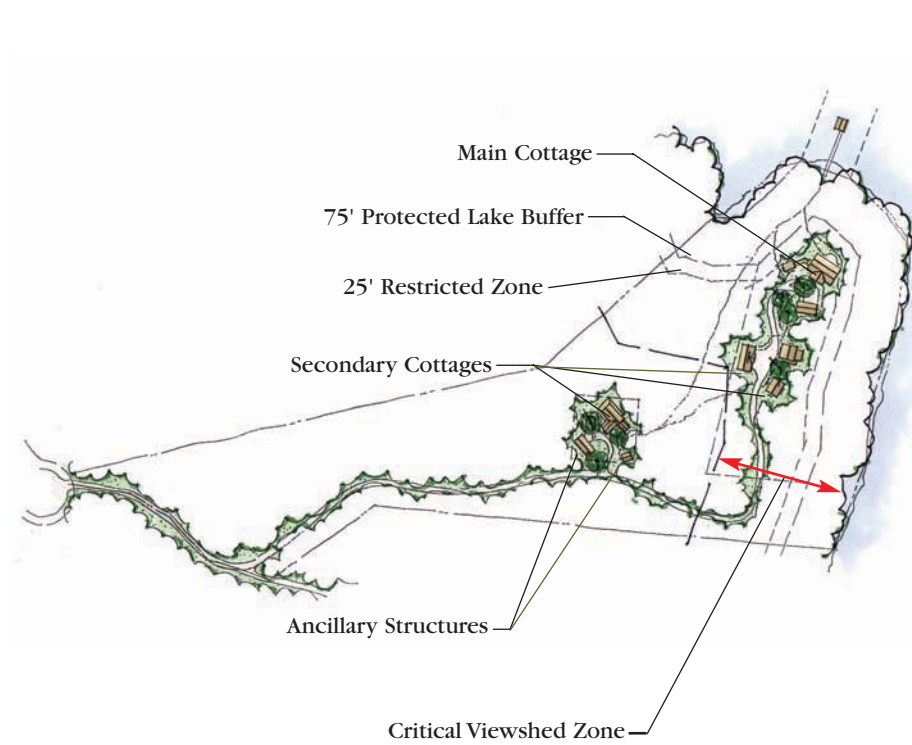 Main Cottage
75' Protected Lake Buffer
25' Restricted Zone
Secondary Cottages
Ancillary Structures
Critical Viewshed Zone